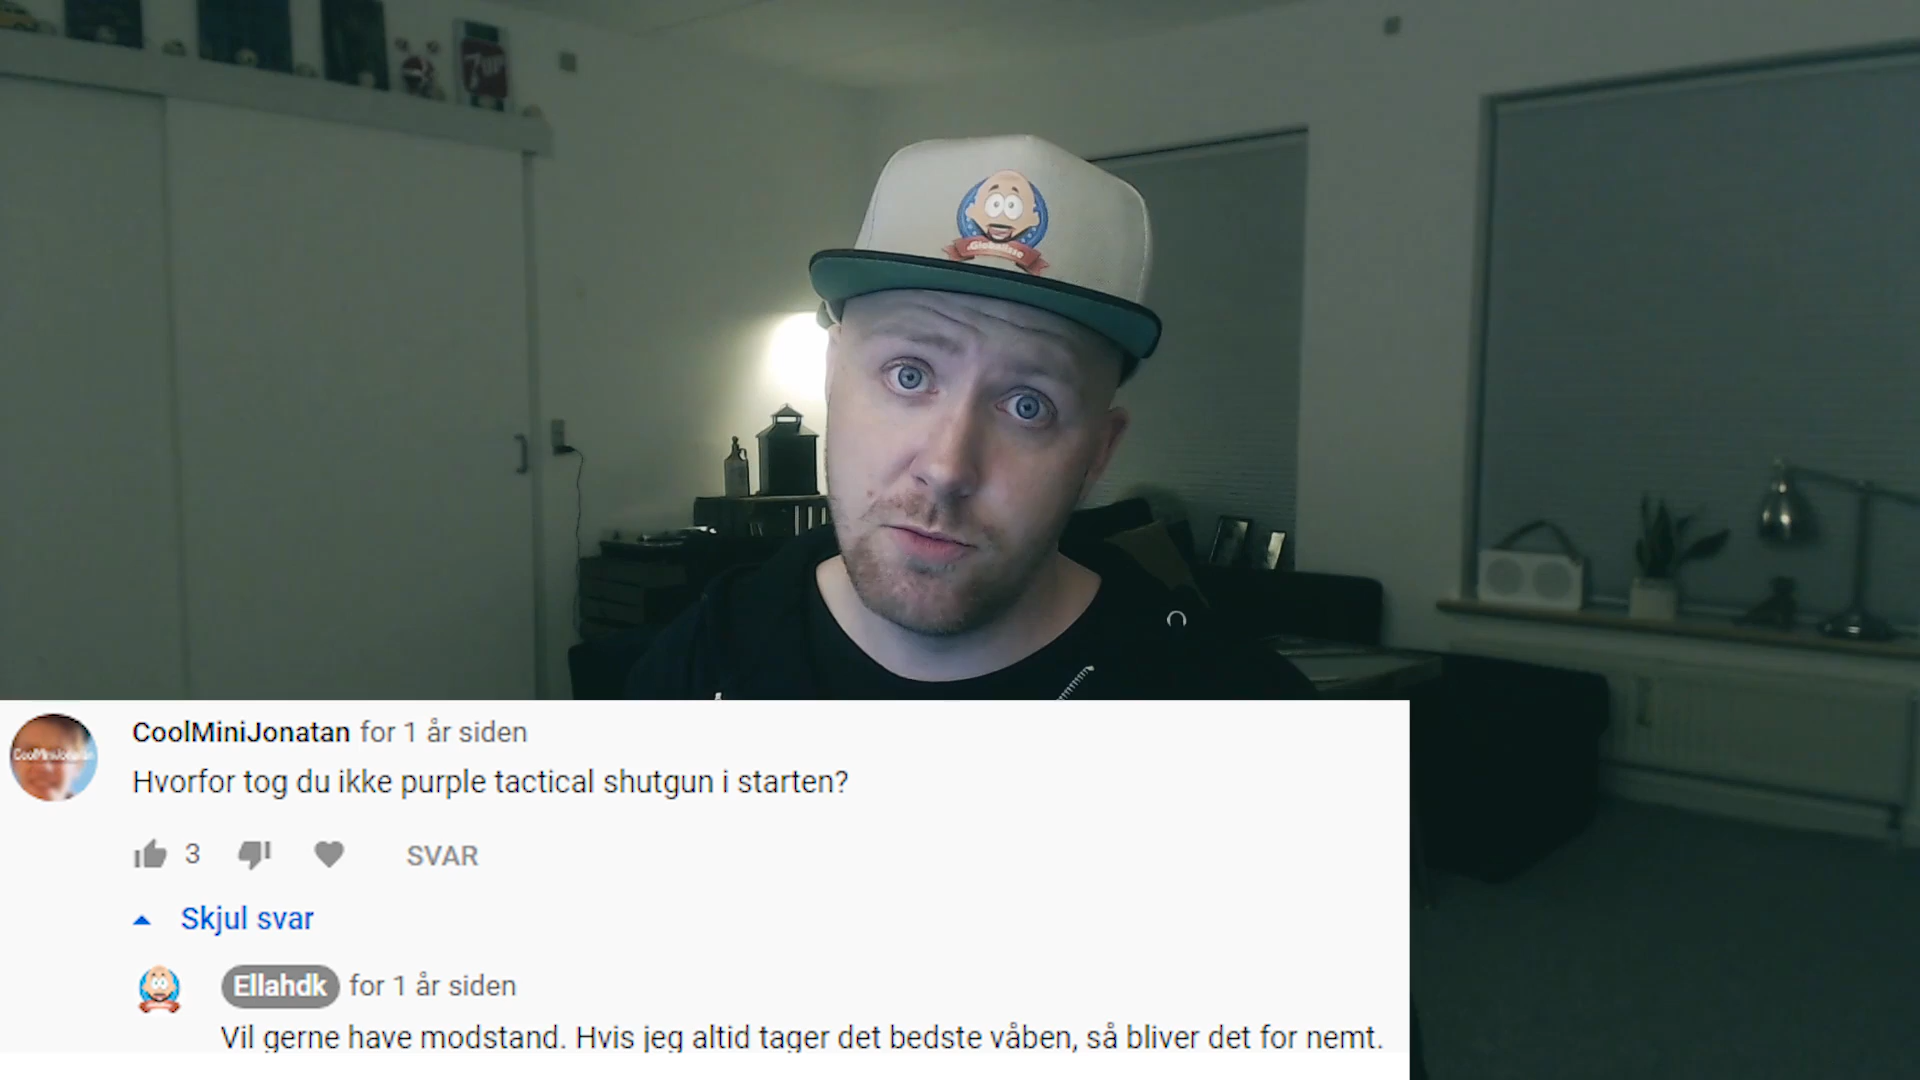 7UP
CoolMiniJonatan for 1 år siden
Hvorfor tog du ikke purple tactical shutgun i starten?
3 SVAR
Skjul svar
Ellahdk for 1 år siden
Vil gerne have modstand. Hvis jeg altid tager det bedste våben, så bliver det for nemt.